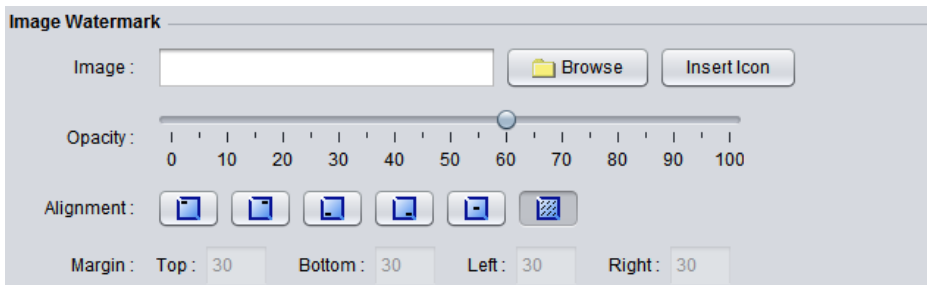 Image Watermark
Image : Browse Insert Icon
Opacity :
0 10 20 30 40 50 60 70 80 90 100
Alignment :
Margin : Top : 30 Bottom : 30 Left : 30 Right : 30